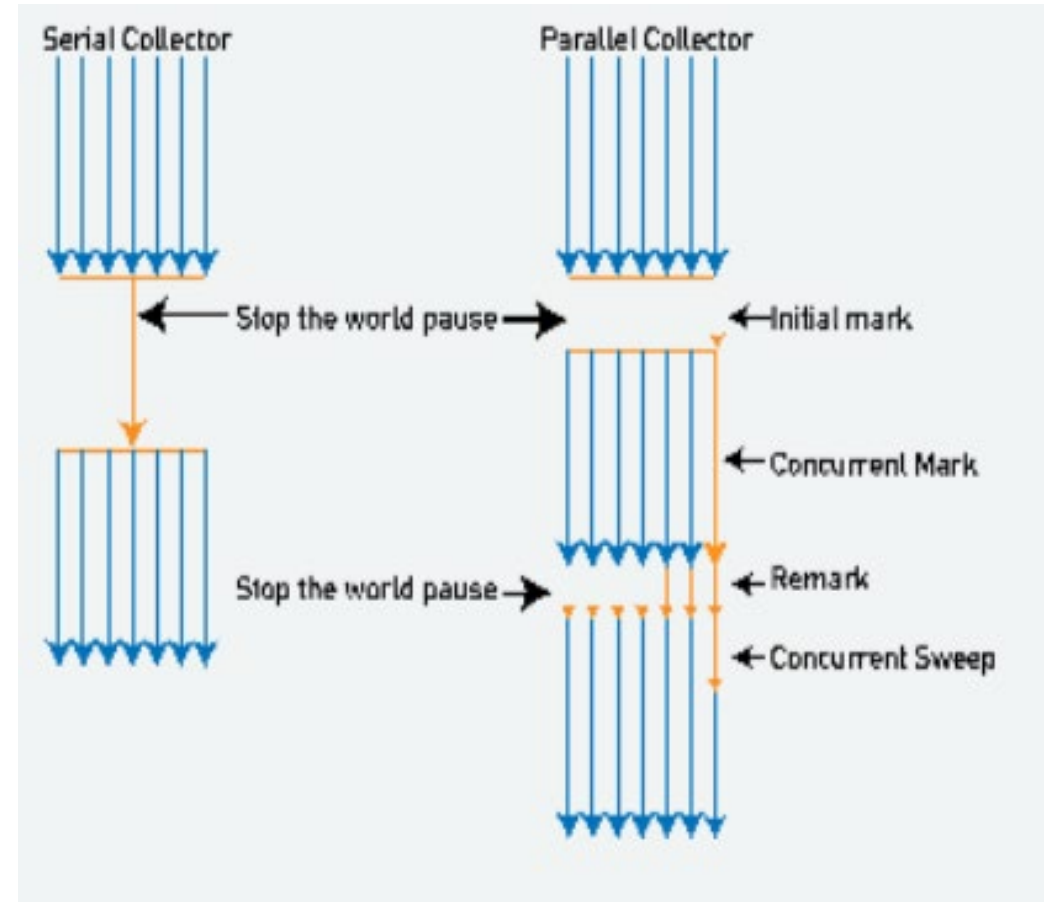 Serial Collector
Parallel Collector
Stop the world pause
Initial mark
Concurrent Mark
Stop the world pause
Remark
Concurrent Sweep